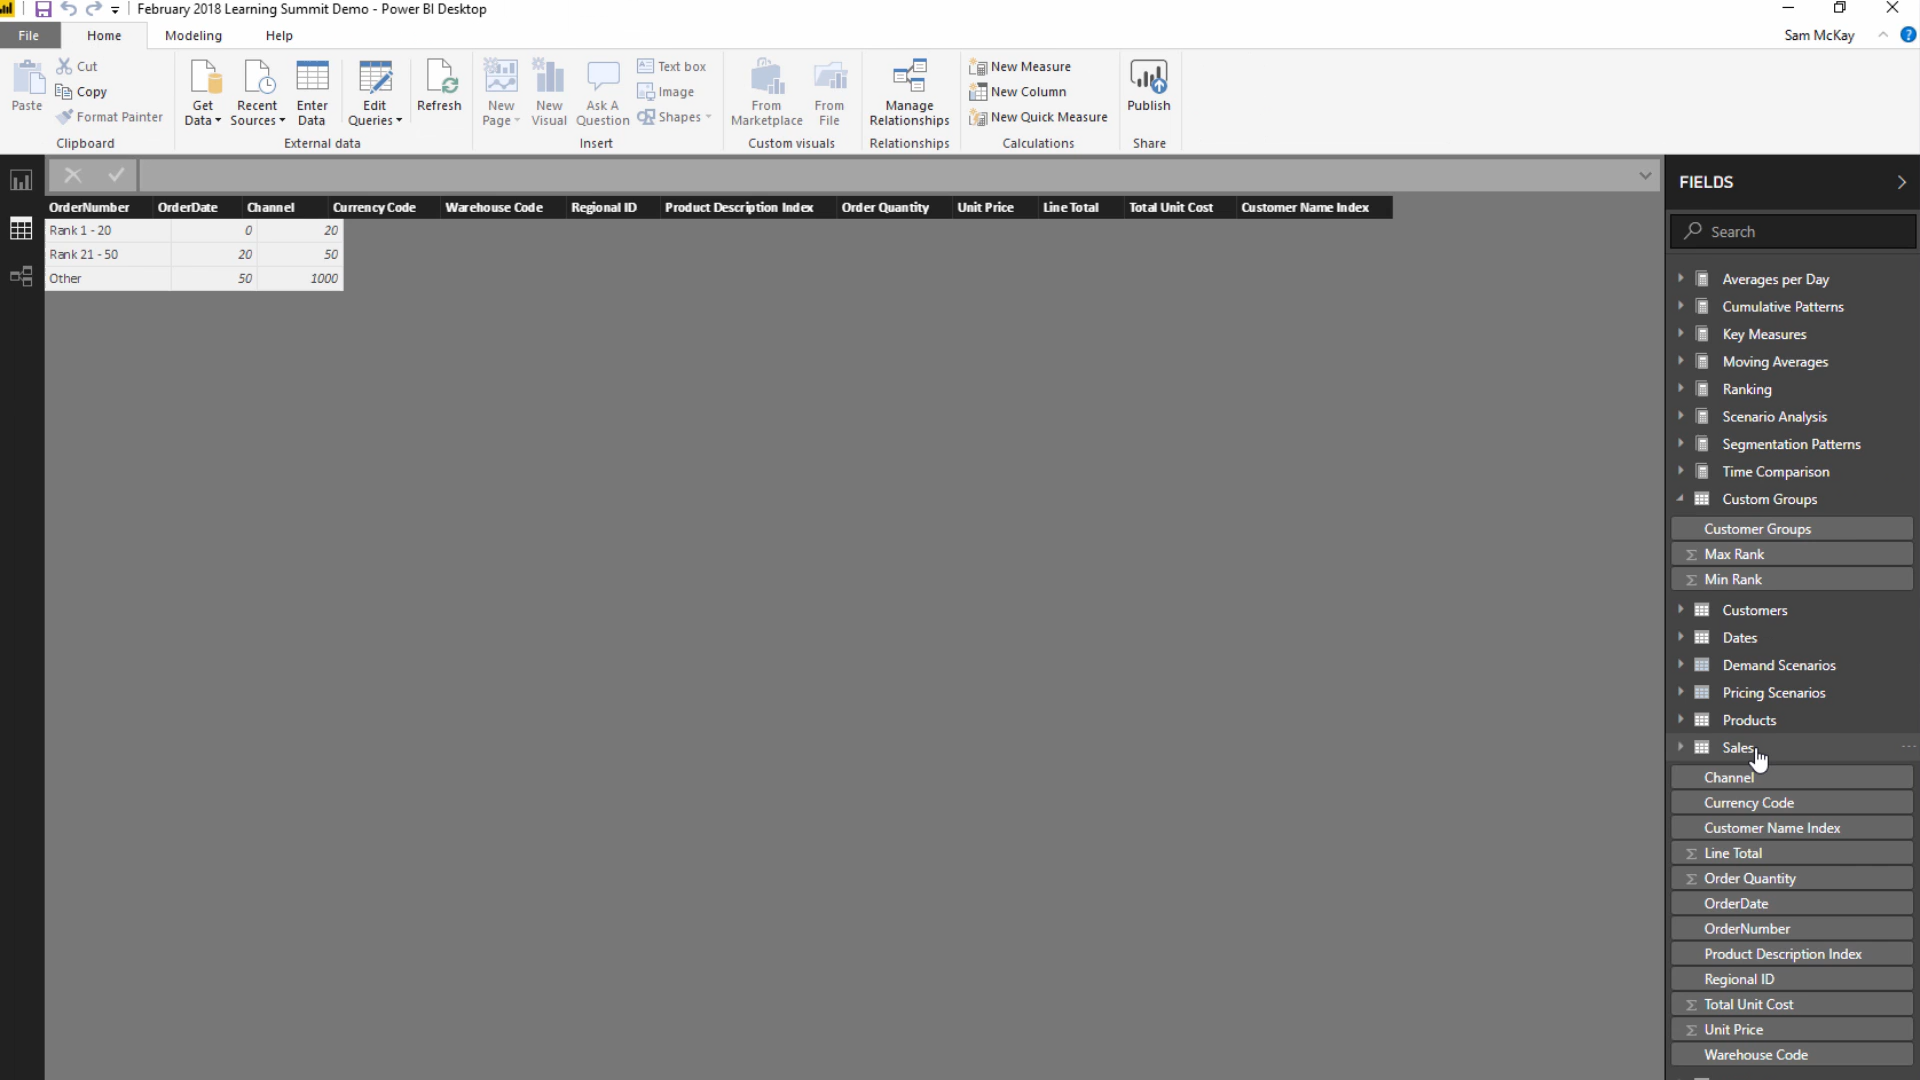 February 2018 Learning Summit Demo - Power BI Desktop
File
Home
Modeling
Help
Sam McKay
?
Paste
Cut
Copy
Format Painter
Clipboard
Get Data
Recent Sources
Enter Data
Edit Queries
External data
Refresh
New Page
New Visual
Ask A Question
Text box
Image
Shapes
Insert
From Marketplace
From File
Custom visuals
Manage Relationships
Relationships
New Measure
New Column
New Quick Measure
Calculations
Publish
Share
OrderNumber OrderDate Channel Currency Code Warehouse Code Regional ID Product Description Index Order Quantity Unit Price Line Total Total Unit Cost Customer Name Index
Rank 1 - 20 0 20
Rank 21 - 50 20 50
Other 50 1000
FIELDS
Search
Averages per Day
Cumulative Patterns
Key Measures
Moving Averages
Ranking
Scenario Analysis
Segmentation Patterns
Time Comparison
Custom Groups
Customer Groups
Σ Max Rank
Σ Min Rank
Customers
Dates
Demand Scenarios
Pricing Scenarios
Products
Sales
Channel
Currency Code
Customer Name Index
Σ Line Total
Σ Order Quantity
OrderDate
OrderNumber
Product Description Index
Regional ID
Σ Total Unit Cost
Σ Unit Price
Warehouse Code